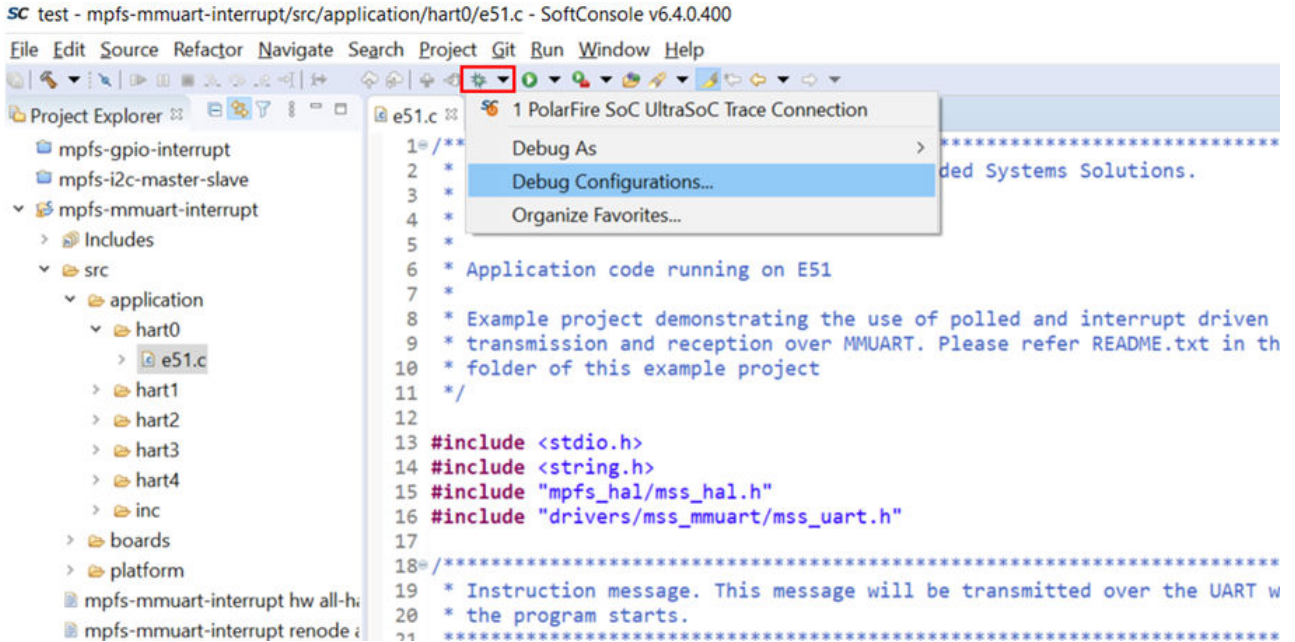 SC test - mpfs-mmuart-interrupt/src/application/hart0/e51.c - SoftConsole v6.4.0.400
File Edit Source Refactor Navigate Search Project Git Run Window Help
Project Explorer
mpfs-gpio-interrupt
mpfs-i2c-master-slave
mpfs-mmuart-interrupt
Includes
src
application
hart0
e51.c
hart1
hart2
hart3
hart4
inc
boards
platform
mpfs-mmuart-interrupt hw all-ha
mpfs-mmuart-interrupt renode a
e51.c
1 PolarFire SoC UltraSoC Trace Connection
Debug As
Debug Configurations...
Organize Favorites...
1 /**************************************
2 * ded Systems Solutions.
3 *
4 *
5 *
6 * Application code running on E51
7 *
8 * Example project demonstrating the use of polled and interrupt driven
9 * transmission and reception over MMUART. Please refer README.txt in th
10 * folder of this example project
11 */
12
13 #include <stdio.h>
14 #include <string.h>
15 #include "mpfs_hal/mss_hal.h"
16 #include "drivers/mss_mmuart/mss_uart.h"
17
18 /**************************************************************************
19 * Instruction message. This message will be transmitted over the UART w
20 * the program starts.
21 **************************************************************************